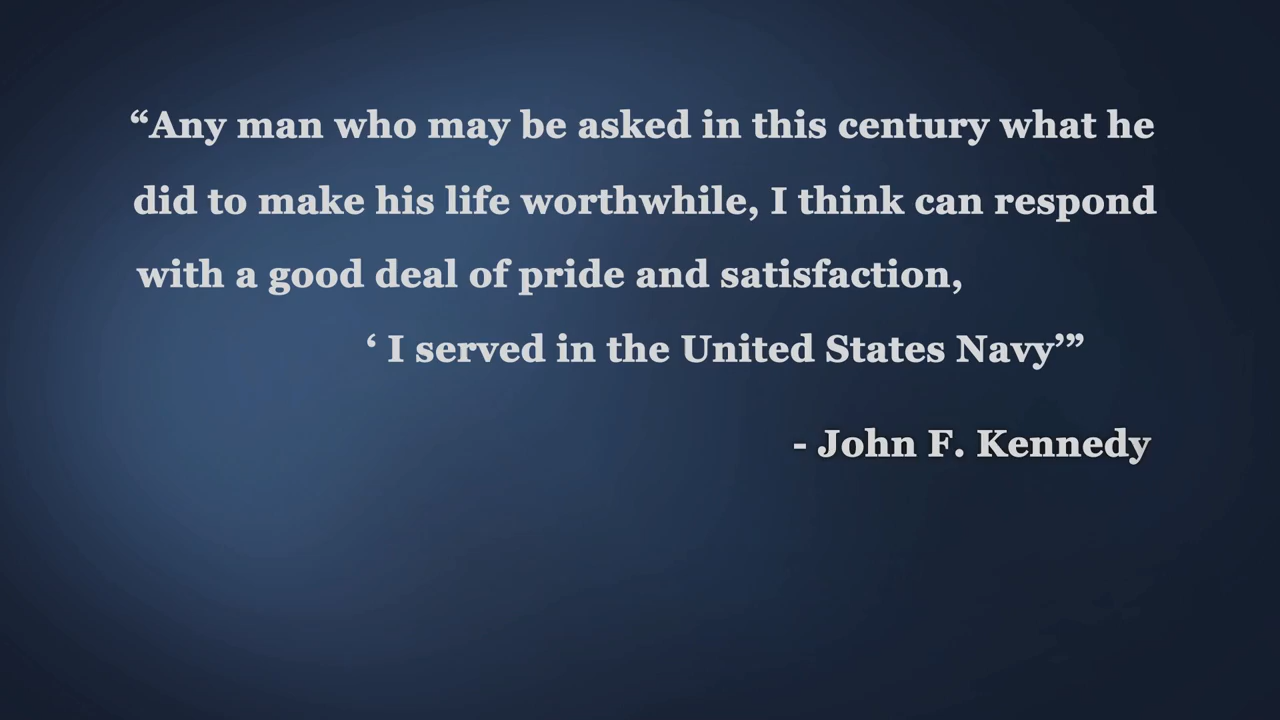 “Any man who may be asked in this century what he
did to make his life worthwhile, I think can respond
with a good deal of pride and satisfaction,
‘ I served in the United States Navy’”
- John F. Kennedy